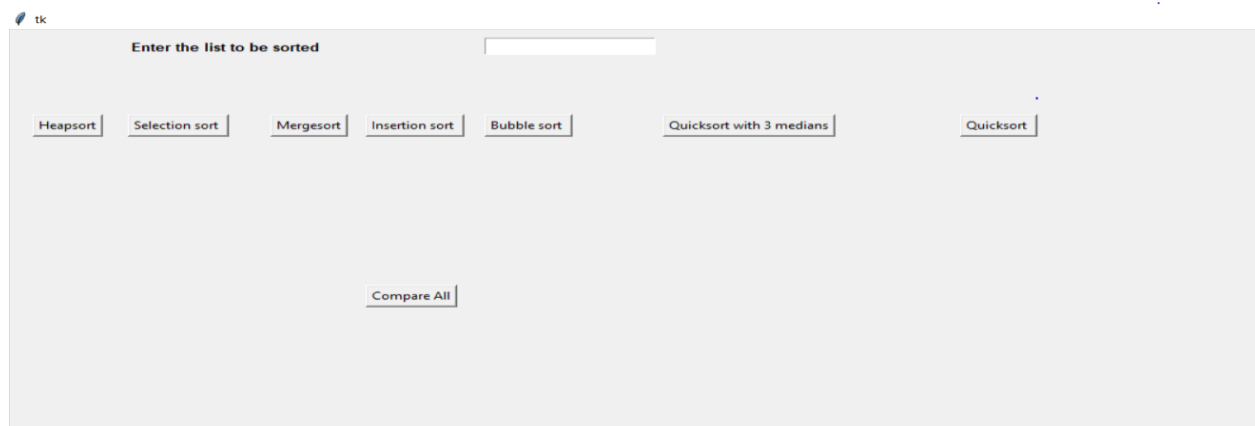 tk
Enter the list to be sorted
Heapsort Selection sort Mergesort Insertion sort Bubble sort Quicksort with 3 medians Quicksort
Compare All